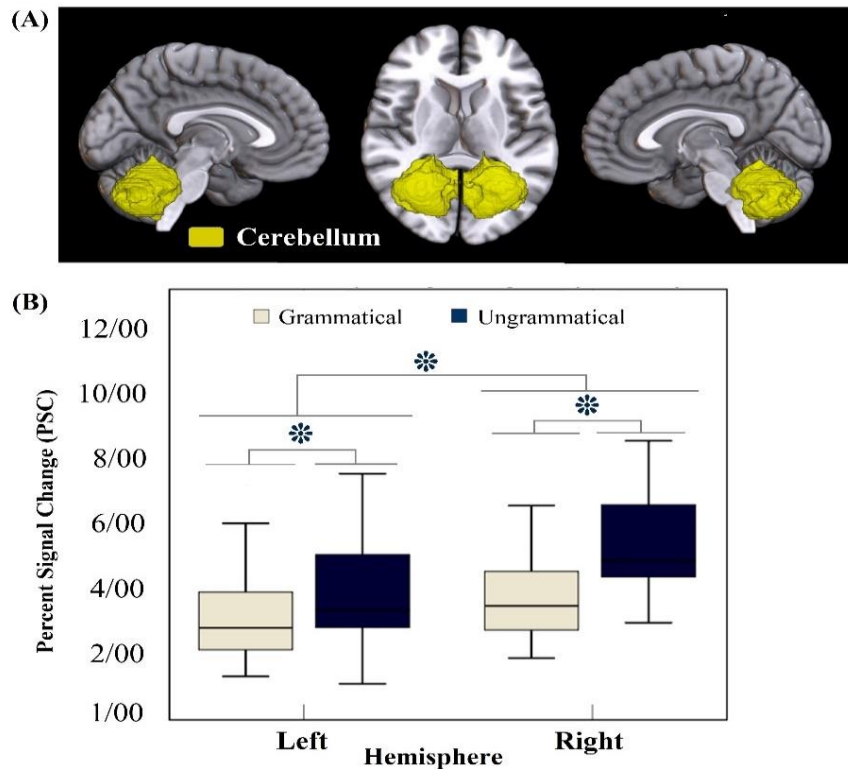 (A)
Cerebellum
(B)
Grammatical Ungrammatical
Percent Signal Change (PSC)
12/00
10/00
8/00
6/00
4/00
2/00
1/00
Left Right
Hemisphere